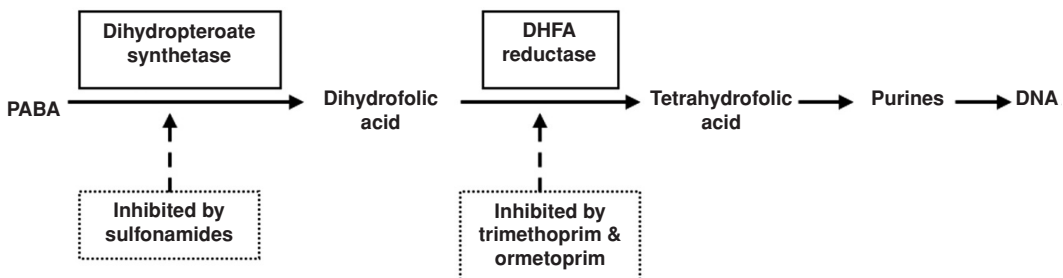 Dihydropteroate
synthetase
DHFA
reductase
PABA
Dihydrofolic
acid
Tetrahydrofolic
acid
Purines
DNA
Inhibited by
sulfonamides
Inhibited by
trimethoprim &
ormetoprim